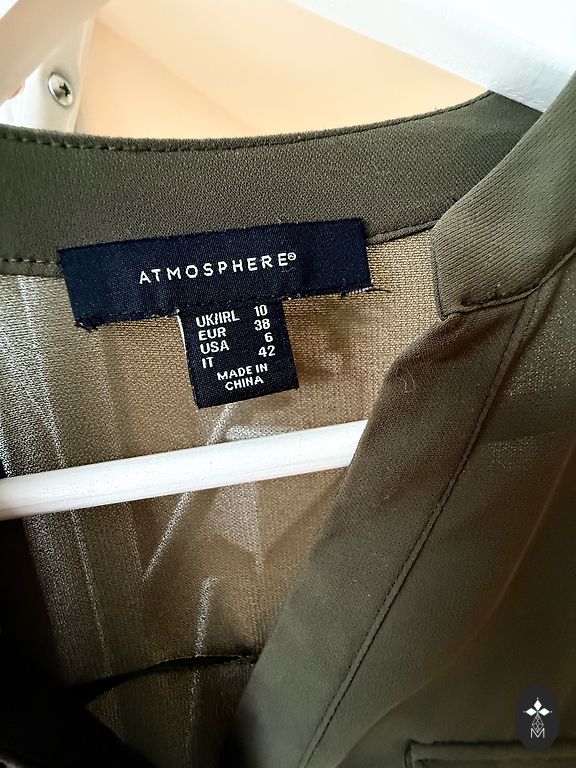 ATMOSPHERE®
UK/IRL 10
EUR 38
USA 6
IT 42
MADE IN
CHINA
M